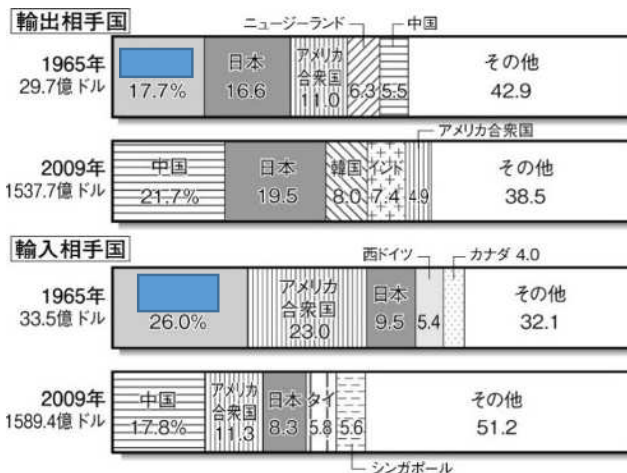 輸出相手国
ニュージーランド 中国
1965年
29.7億ドル
17.7%
日本
16.6
アメリカ
合衆国
11.0
6.3
5.5
その他
42.9
アメリカ合衆国
2009年
1537.7億ドル
中国
21.7%
日本
19.5
韓国
8.0
インド
7.4
4.9
その他
38.5
輸入相手国
西ドイツ カナダ 4.0
1965年
33.5億ドル
26.0%
アメリカ
合衆国
23.0
日本
9.5
5.4
その他
32.1
2009年
1589.4億ドル
中国
17.8%
アメリカ
合衆国
11.3
日本
8.3
タイ
5.8
5.6
その他
51.2
シンガポール